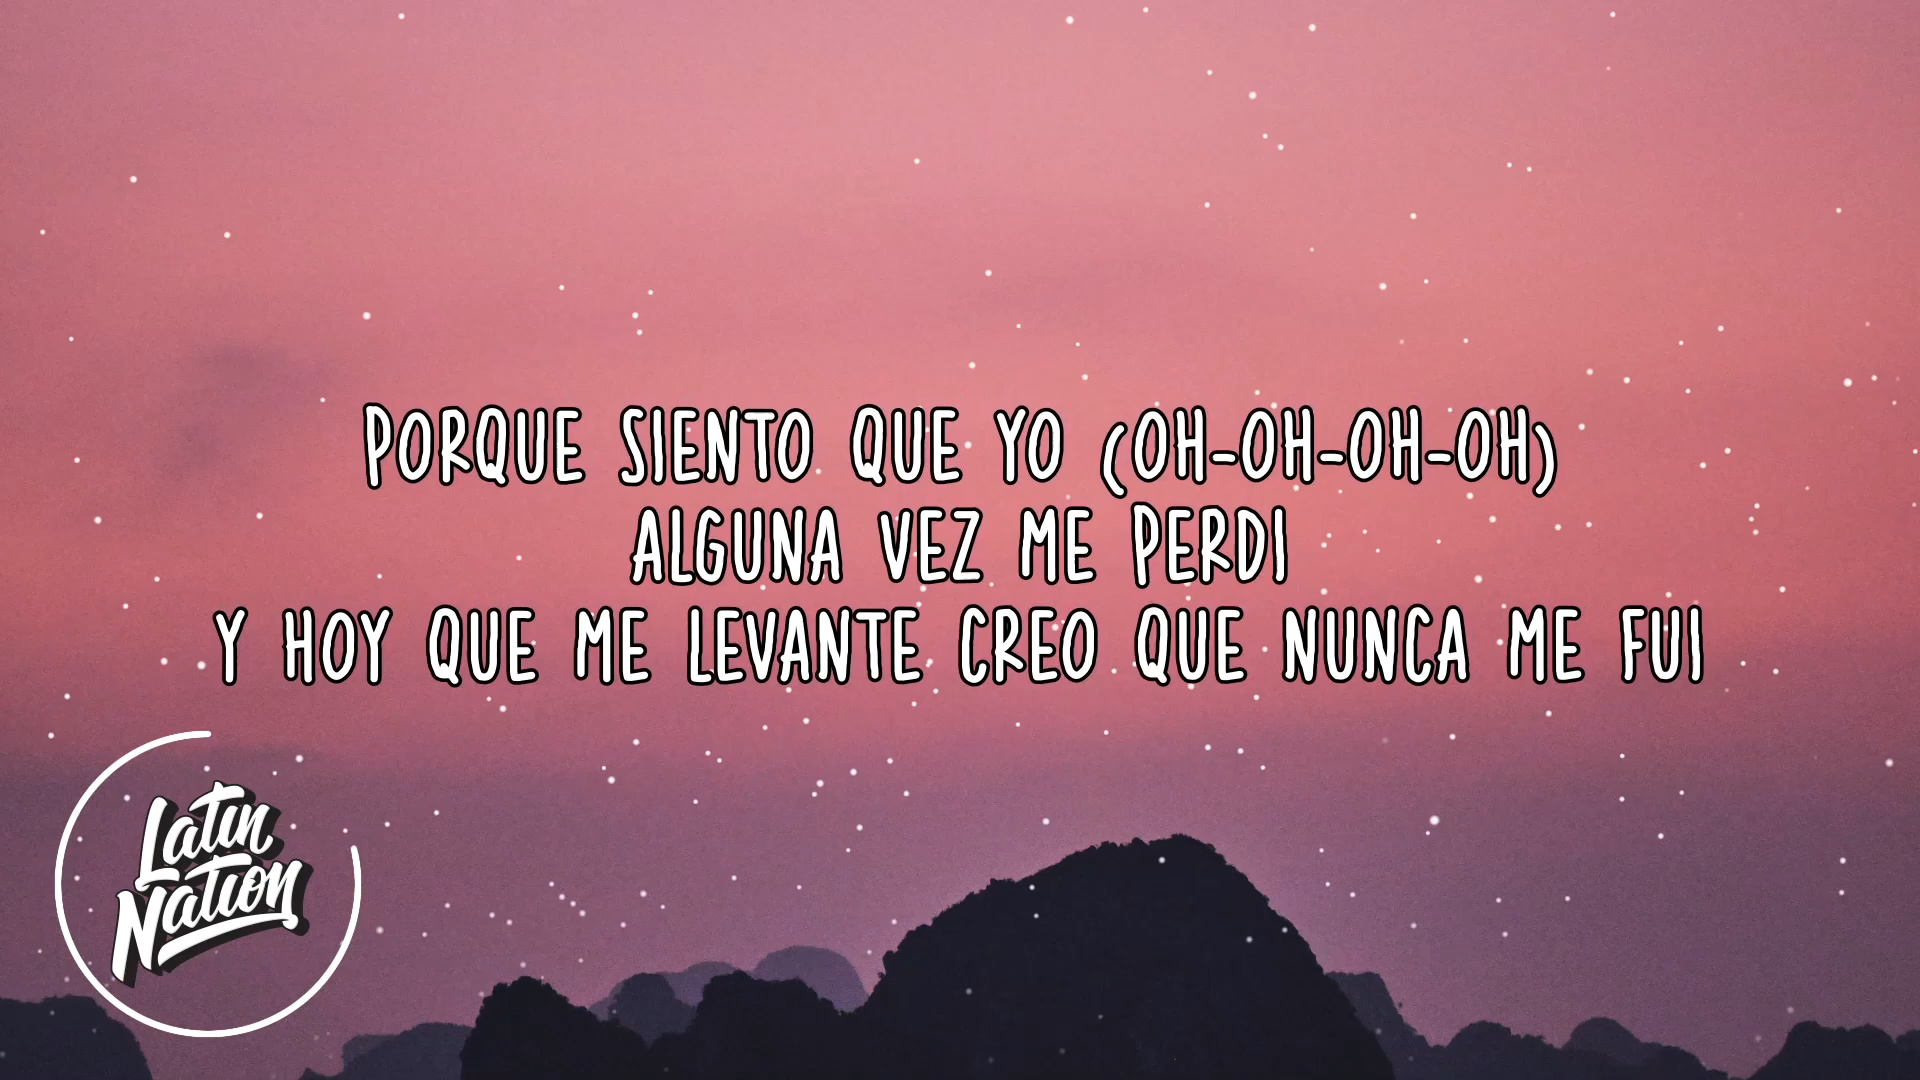 PORQUE SIENTO QUE YO (OH-OH-OH-OH)
ALGUNA VEZ ME PERDI
Y HOY QUE ME LEVANTE CREO QUE NUNCA ME FUI
Latin
Nation